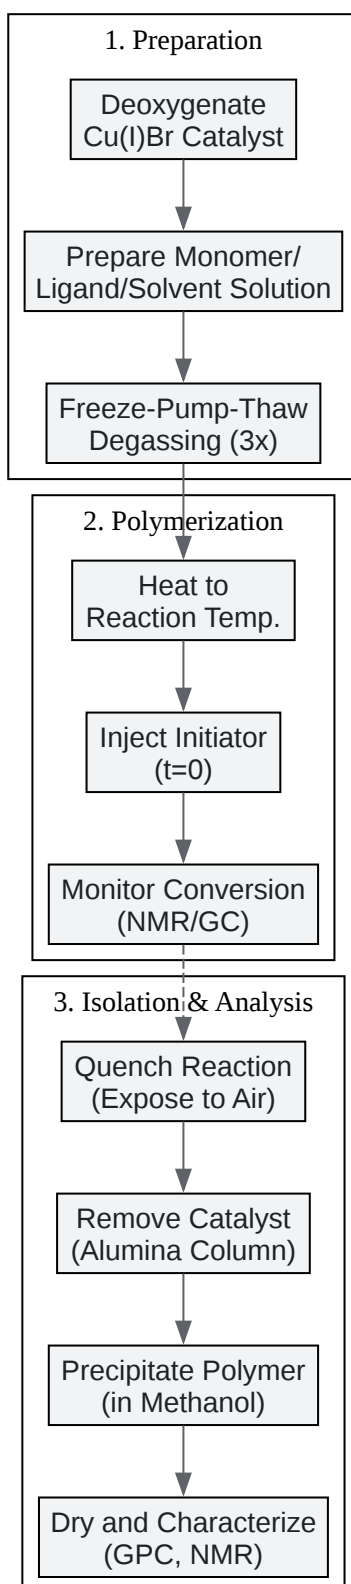 1. Preparation
Deoxygenate
Cu(I)Br Catalyst
Prepare Monomer/
Ligand/Solvent Solution
Freeze-Pump-Thaw
Degassing (3x)
2. Polymerization
Heat to
Reaction Temp.
Inject Initiator
(t=0)
Monitor Conversion
(NMR/GC)
3. Isolation & Analysis
Quench Reaction
(Expose to Air)
Remove Catalyst
(Alumina Column)
Precipitate Polymer
(in Methanol)
Dry and Characterize
(GPC, NMR)